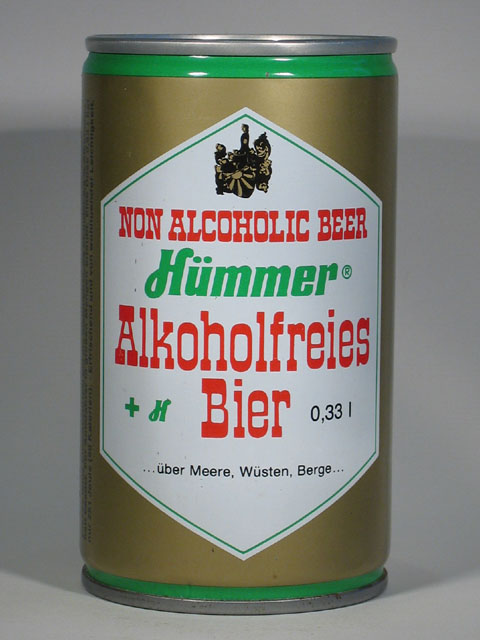 NON ALCOHOLIC BEER
Hümmer®
Alkoholfreies
+ H Bier 0,33 l
...über Meere, Wüsten, Berge...